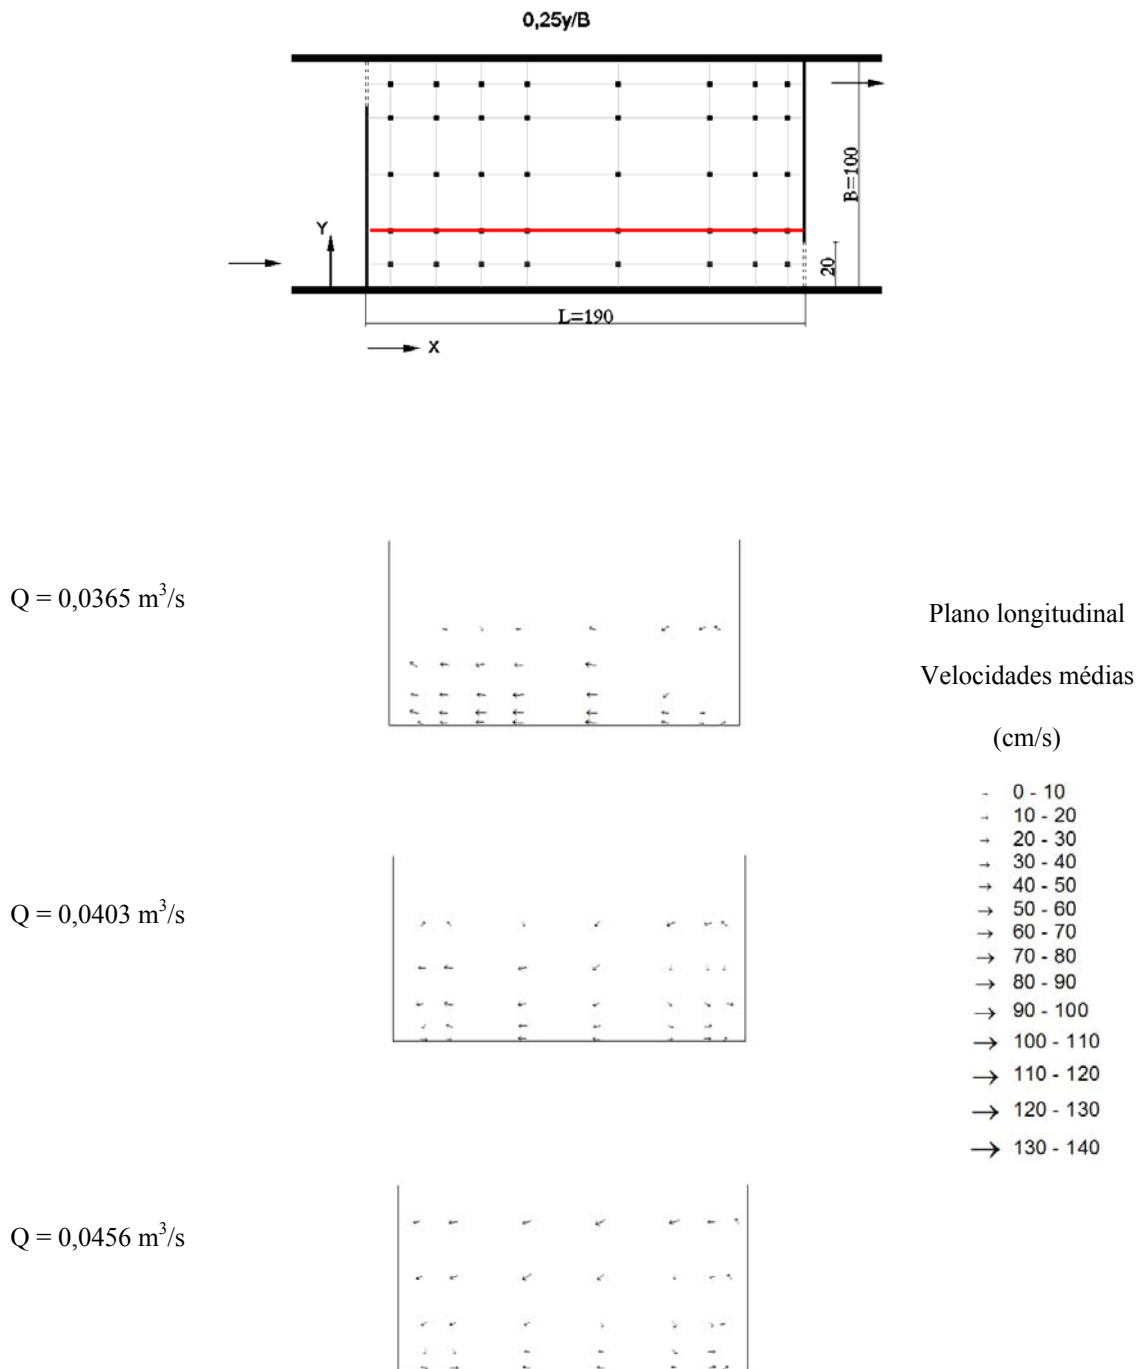 0,25y/B
Y
B=100
20
L=190
X
Q = 0,0365 m³/s
Plano longitudinal
Velocidades médias
(cm/s)
0 - 10
10 - 20
20 - 30
30 - 40
40 - 50
50 - 60
60 - 70
70 - 80
80 - 90
90 - 100
100 - 110
110 - 120
120 - 130
130 - 140
Q = 0,0403 m³/s
Q = 0,0456 m³/s